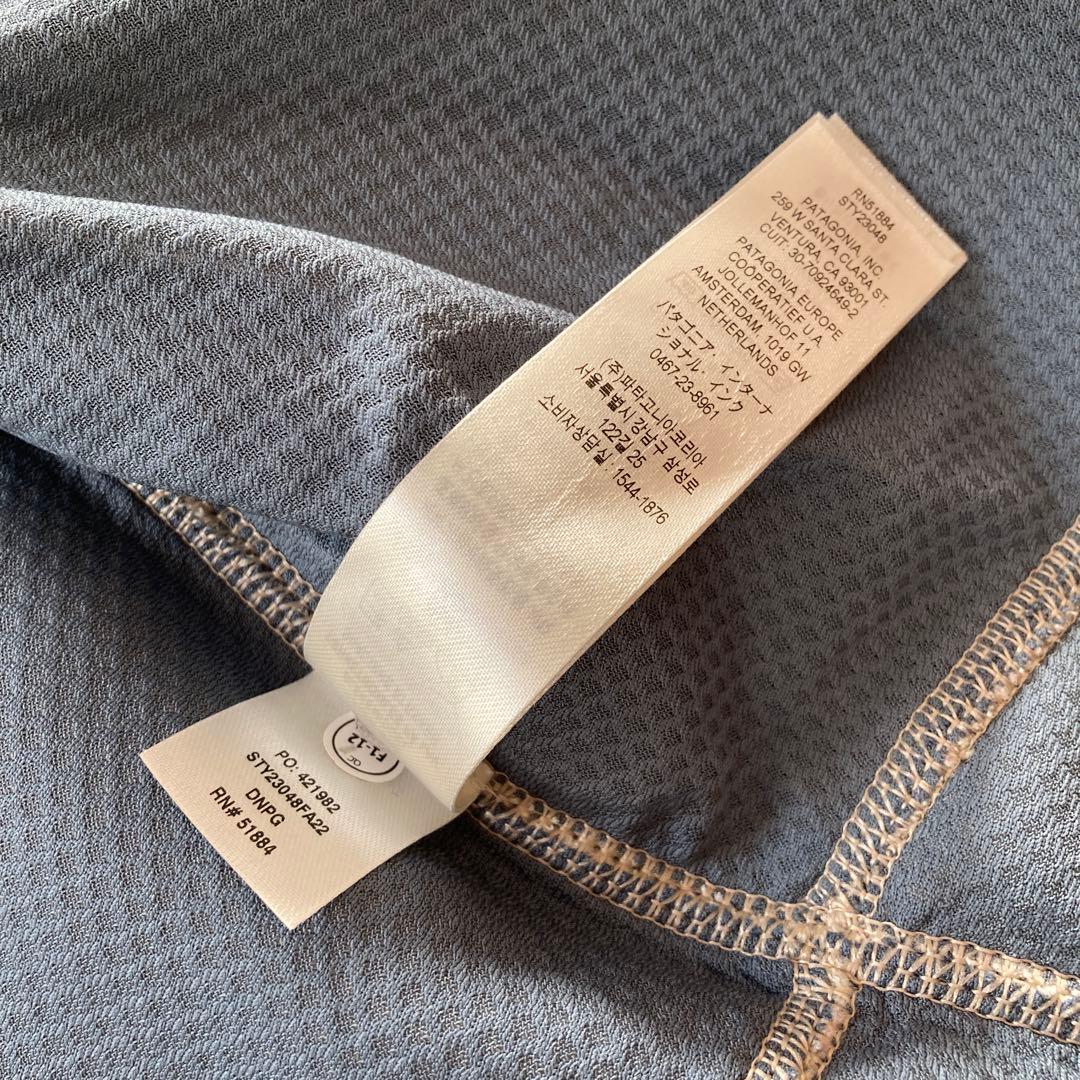 RN51884
STY23048
PATAGONIA, INC
259 W SANTA CLARA ST.
VENTURA, CA 93001
CUIT: 30-70924649-2
PATAGONIA EUROPE
COÖPERATIEF U.A.
JOLLEMANHOF 11
AMSTERDAM, 1019 GW
NETHERLANDS
パタゴニア・インターナ
ショナル・インク
0467-23-8961
(주)파타고니아코리아
서울특별시 강남구 삼성로
122길 25
소비자상담실 : 1544-1876
QC
F1-12
PO: 421982
STY23048FA22
DNPG
RN# 51884